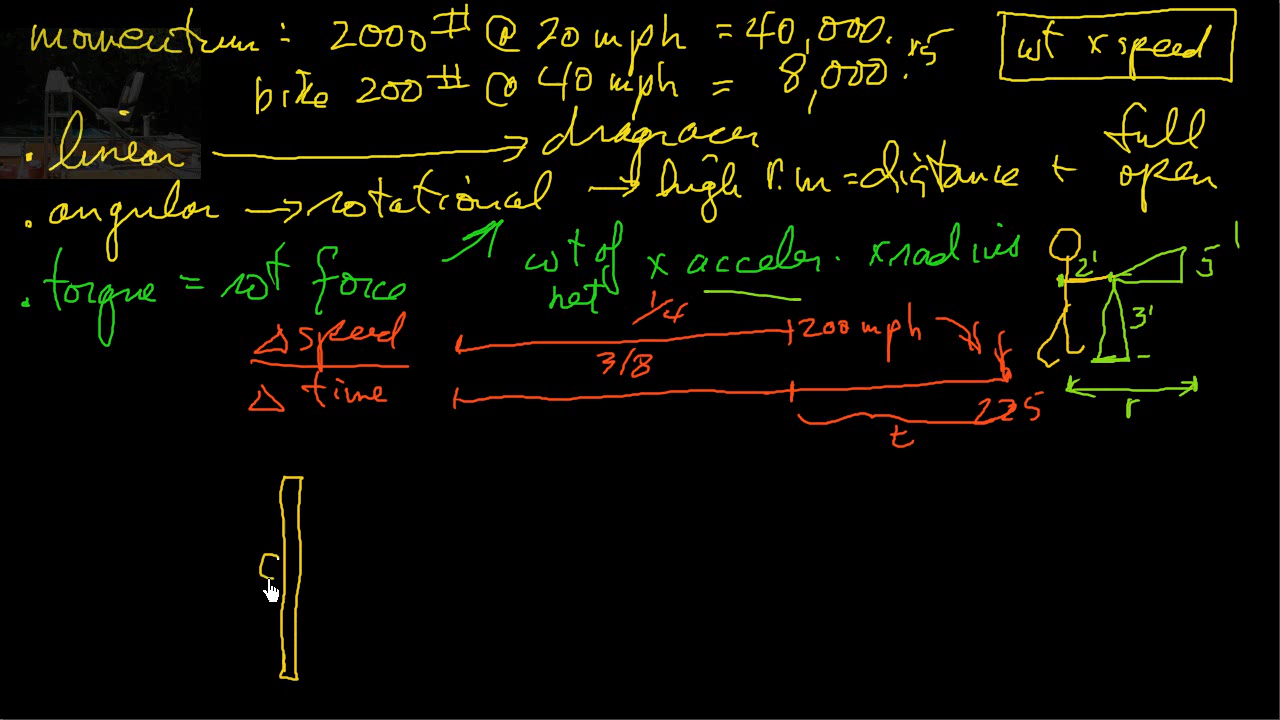 momentum : 2000# @ 20 mph = 40,000.
bike 200# @ 40 mph = 8,000. x5
wt x speed
. linear → dragracer
. angular → rotational → high r.m = distance + full open
. torque = rot force wt of net x acceler. x radius
2' 5'
3'
r
Δ speed
Δ time
1/4 200 mph
3/8 225
t